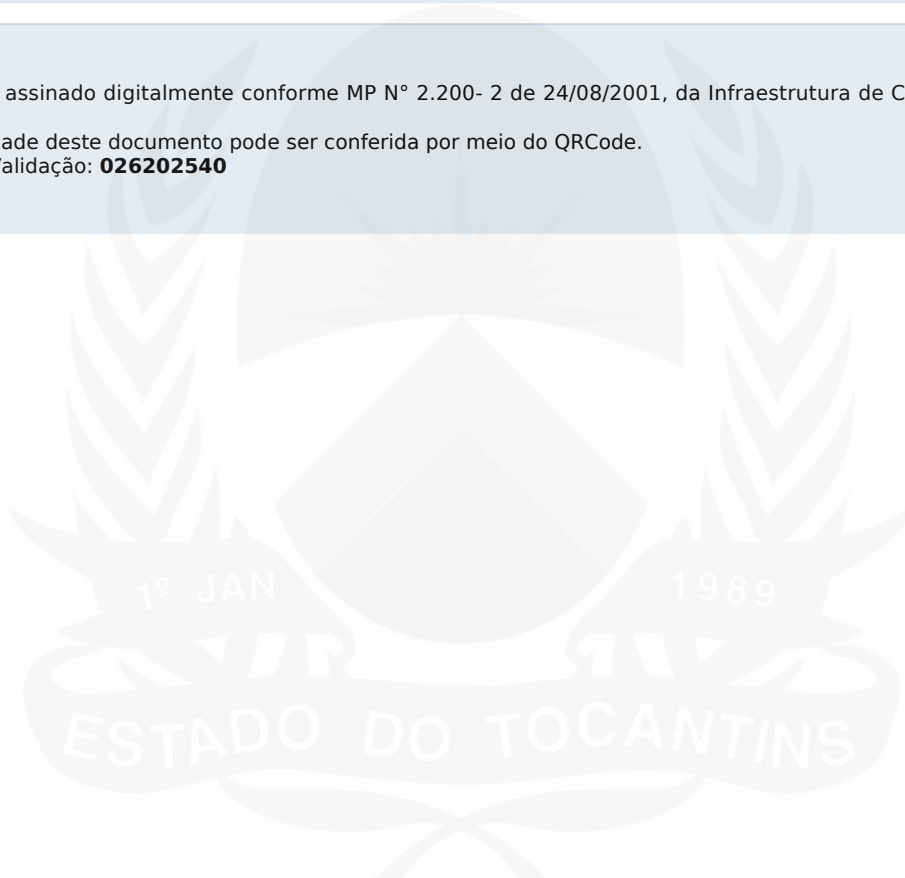 assinado digitalmente conforme MP N° 2.200- 2 de 24/08/2001, da Infraestrutura de C
ade deste documento pode ser conferida por meio do QRCode.
alidação: 026202540
1º JAN 1989
ESTADO DO TOCANTINS